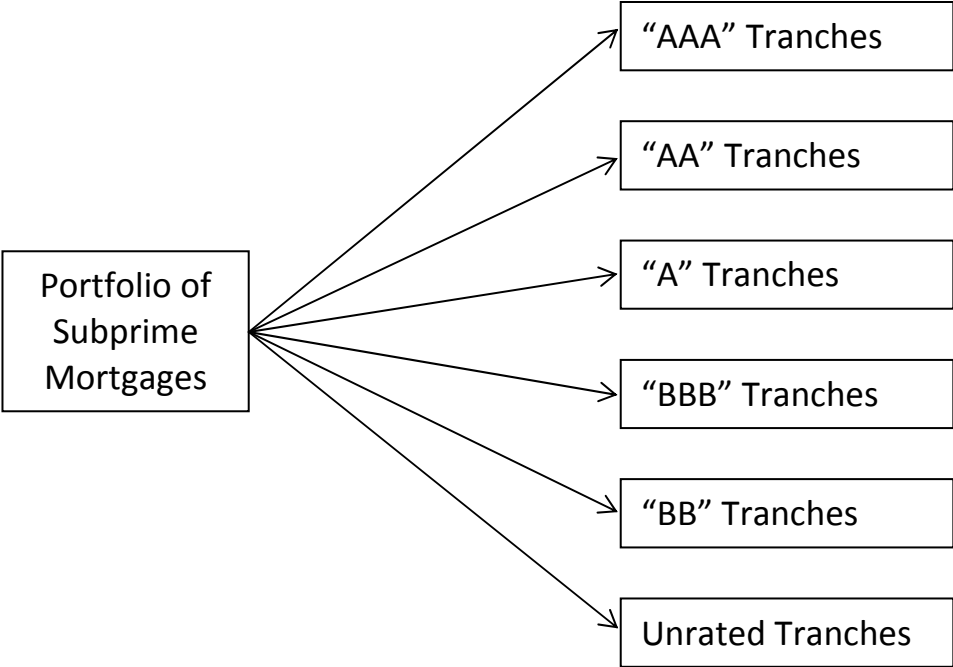 “AAA” Tranches
“AA” Tranches
“A” Tranches
Portfolio of
Subprime
Mortgages
“BBB” Tranches
“BB” Tranches
Unrated Tranches